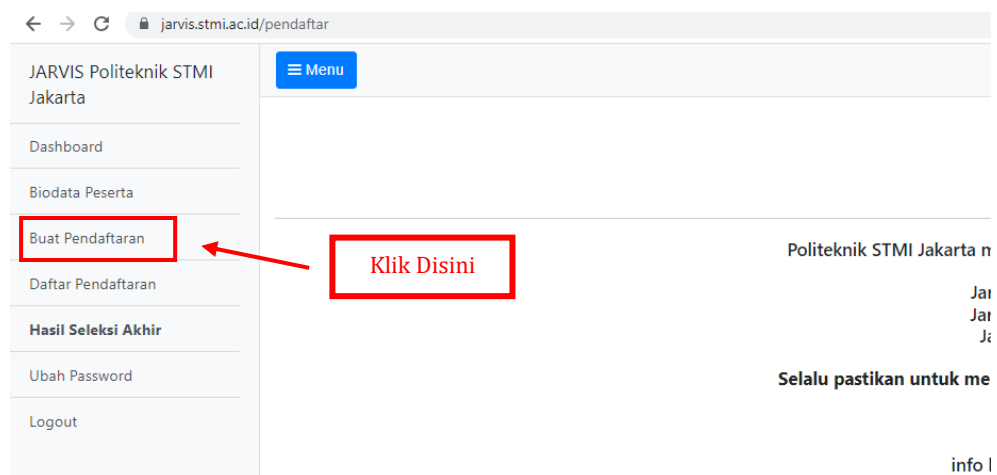 jarvis.stmi.ac.id/pendaftar
JARVIS Politeknik STMI
Jakarta
Menu
Dashboard
Biodata Peserta
Buat Pendaftaran
Klik Disini
Daftar Pendaftaran
Hasil Seleksi Akhir
Ubah Password
Logout
Politeknik STMI Jakarta
Selalu pastikan untuk
info